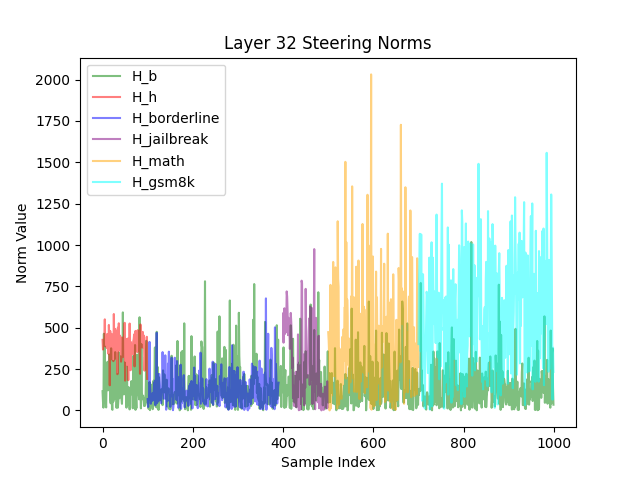 Layer 32 Steering Norms
H_b
H_h
H_borderline
H_jailbreak
H_math
H_gsm8k
Norm Value
2000
1750
1500
1250
1000
750
500
250
0
0 200 400 600 800 1000
Sample Index